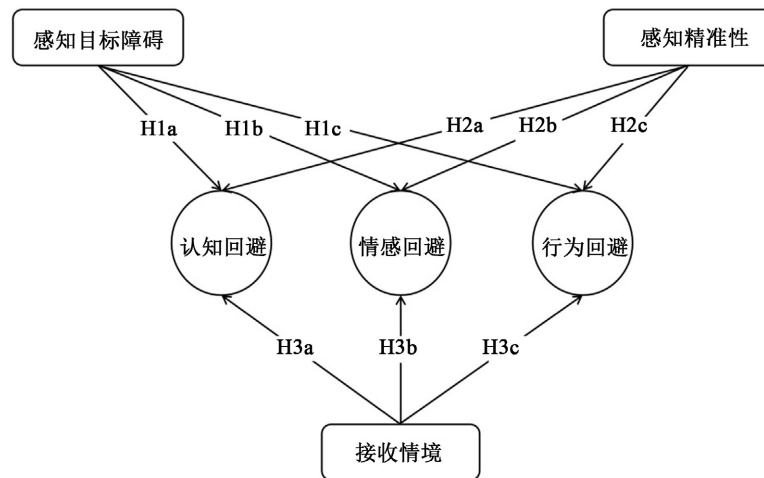 感知目标障碍
感知精准性
H1a
H1b
H1c
H2a
H2b
H2c
认知回避
情感回避
行为回避
H3a
H3b
H3c
接收情境